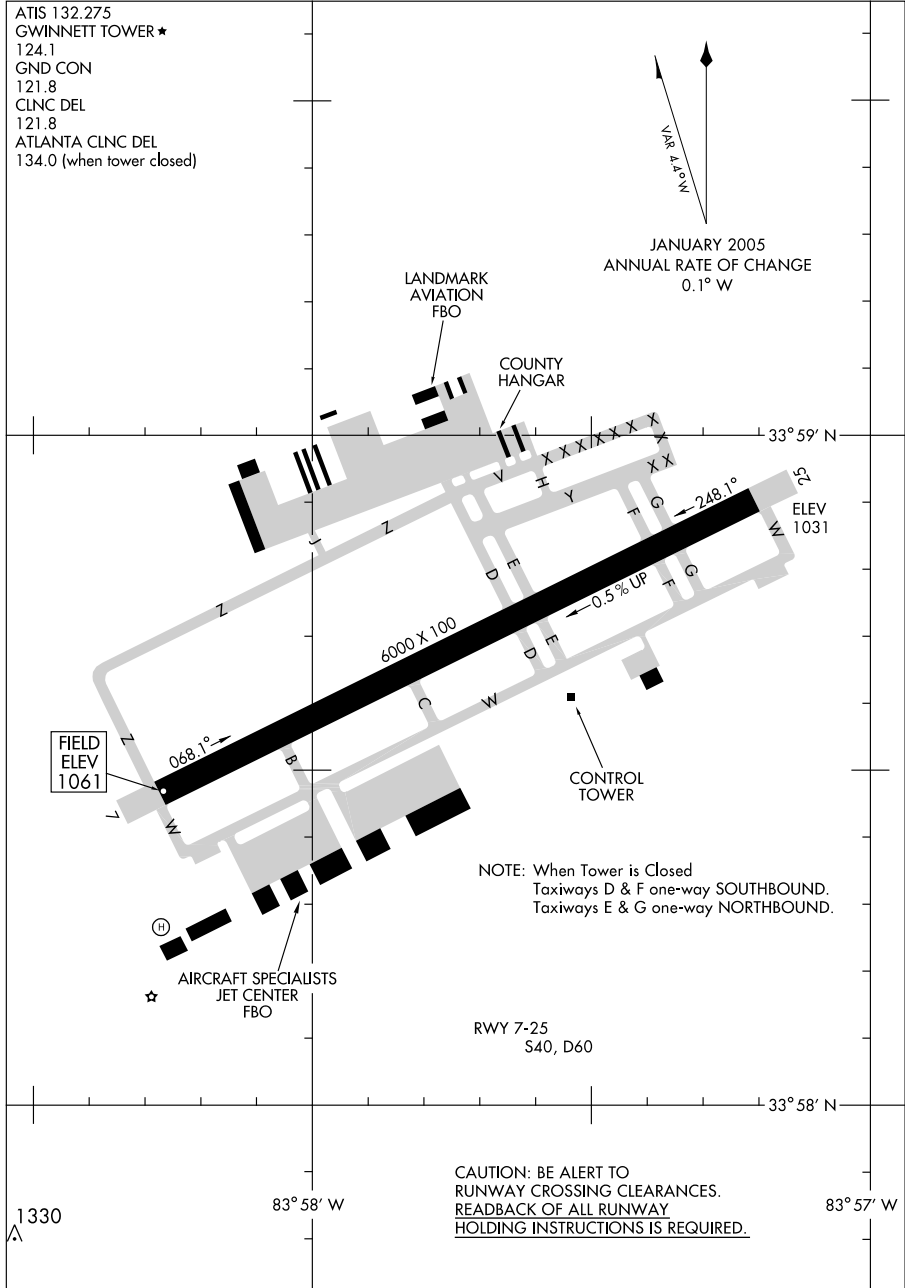 ATIS 132.275
GWINNETT TOWER ★
124.1
GND CON
121.8
CLNC DEL
121.8
ATLANTA CLNC DEL
134.0 (when tower closed)
VAR 4.4° W
JANUARY 2005
ANNUAL RATE OF CHANGE
0.1° W
LANDMARK
AVIATION
FBO
COUNTY
HANGAR
33° 59' N
X X X X X X X
X
X X
V
H
Y
Z
J
F
G
248.1°
25
ELEV
1031
W
D
E
G
F
0.5 % UP
Z
6000 X 100
E
D
C
W
Z
068.1°
B
FIELD
ELEV
1061
7
W
CONTROL
TOWER
NOTE: When Tower is Closed
Taxiways D & F one-way SOUTHBOUND.
Taxiways E & G one-way NORTHBOUND.
H
AIRCRAFT SPECIALISTS
JET CENTER
FBO
RWY 7-25
S40, D60
33° 58' N
CAUTION: BE ALERT TO
RUNWAY CROSSING CLEARANCES.
READBACK OF ALL RUNWAY
HOLDING INSTRUCTIONS IS REQUIRED.
83° 58' W
83° 57' W
1330